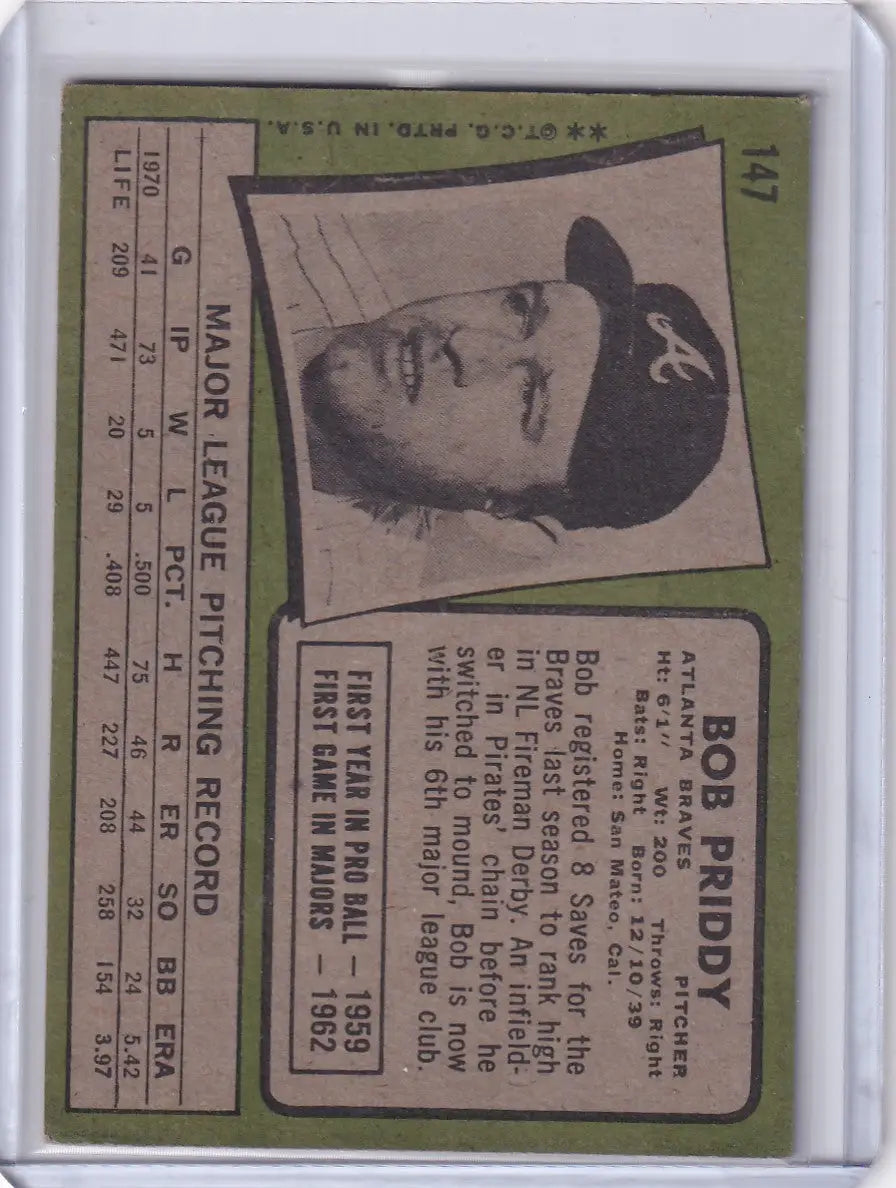 147
**©T.C.G. PRTD. IN U.S.A.
A
BOB PRIDDY
ATLANTA BRAVES PITCHER
Ht: 6'1" Wt: 200 Throws: Right
Bats: Right Born: 12/10/39
Home: San Mateo, Cal.
Bob registered 8 Saves for the
Braves last season to rank high
in NL Fireman Derby. An infield-
er in Pirates' chain before he
switched to mound, Bob is now
with his 6th major league club.
FIRST YEAR IN PRO BALL — 1959
FIRST GAME IN MAJORS — 1962
MAJOR LEAGUE PITCHING RECORD
G IP W L PCT. H R ER SO BB ERA
1970 41 73 5 5 .500 75 46 44 32 24 5.42
LIFE 209 471 20 29 .408 447 227 208 258 154 3.97